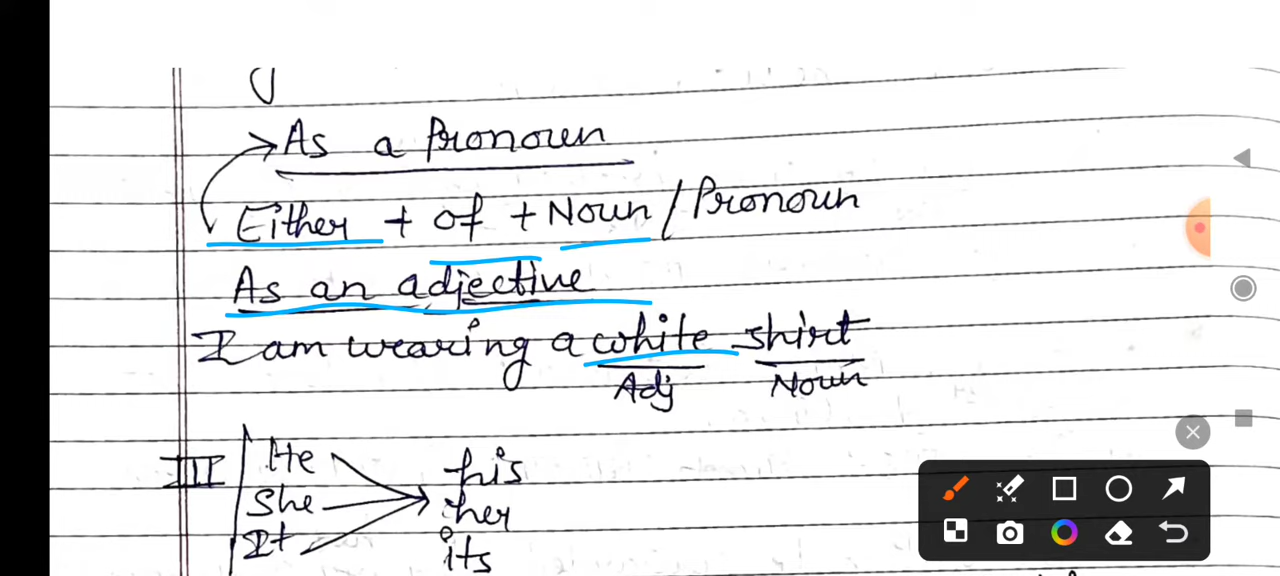 As a Pronoun
Either + of + Noun / Pronoun
As an adjective
I am wearing a white shirt
Adj Noun
III He his
She her
It its